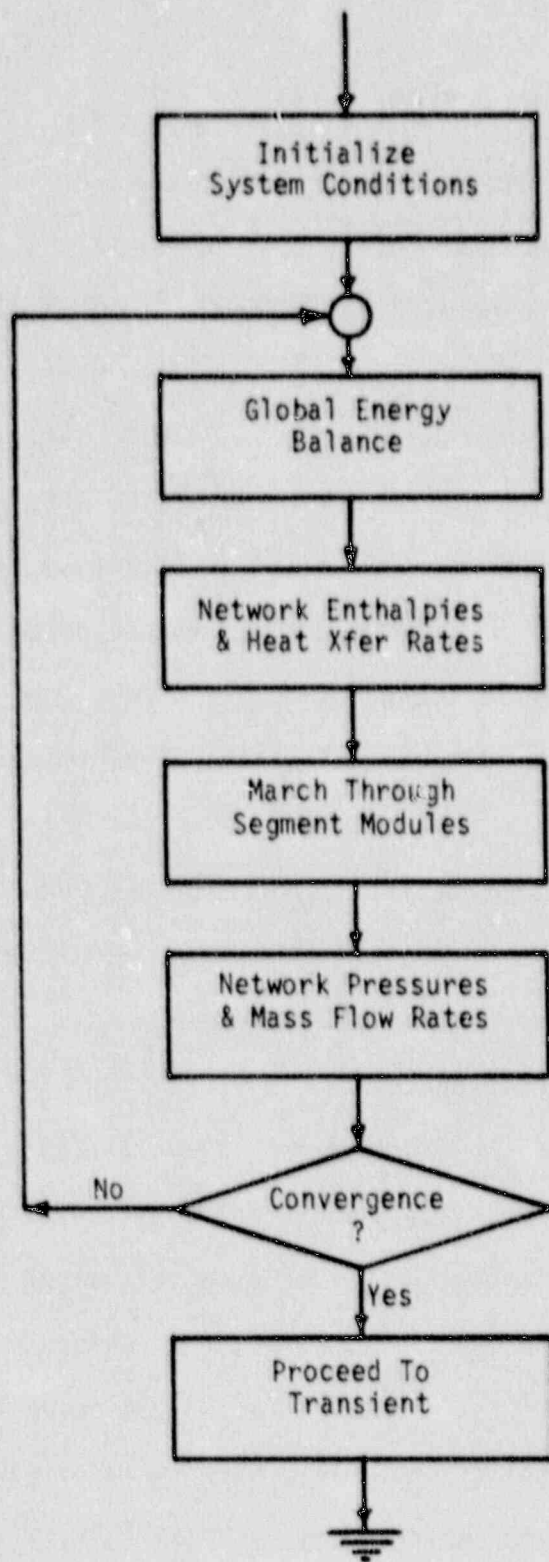 Initialize
System Conditions
Global Energy
Balance
Network Enthalpies
& Heat Xfer Rates
March Through
Segment Modules
Network Pressures
& Mass Flow Rates
No
Convergence
?
Yes
Proceed To
Transient